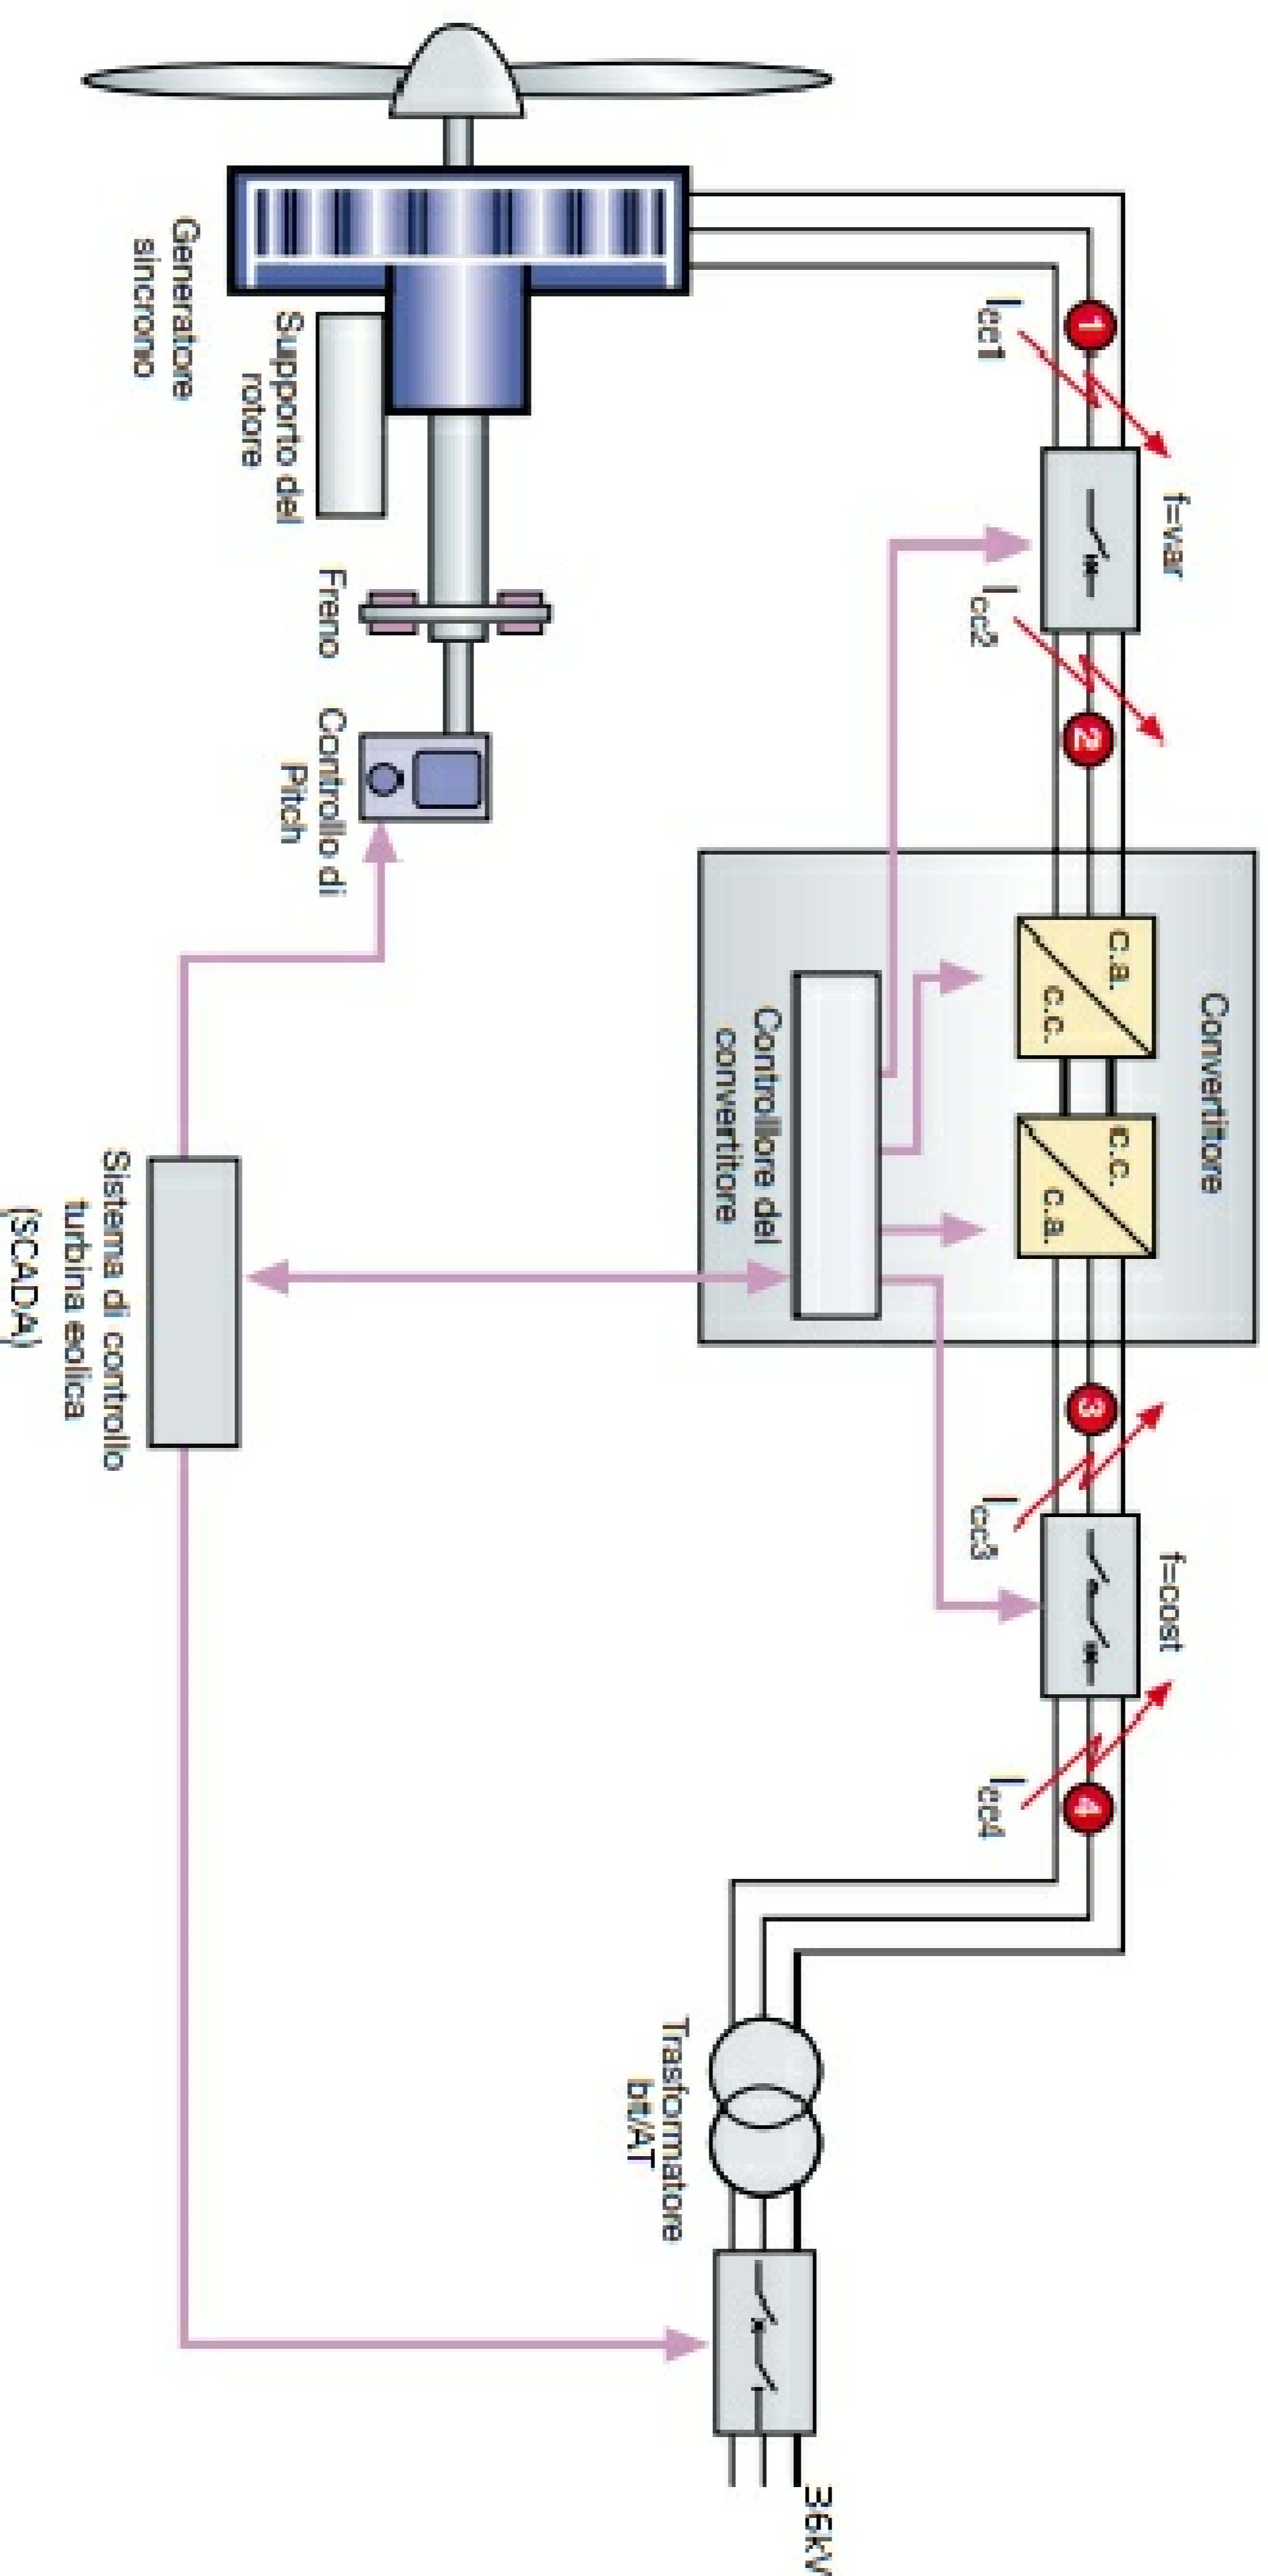 f=var
f=cost
1
Icc1
Icc2
2
Convertitore
c.a.
c.c.
c.c.
c.a.
3
Icc3
Icc4
4
Controllore del
convertitore
Trasformatore
bt/AT
36kV
Generatore
sincrono
Supporto del
rotore
Freno
Controllo di
Pitch
Sistema di controllo
turbina eolica
(SCADA)